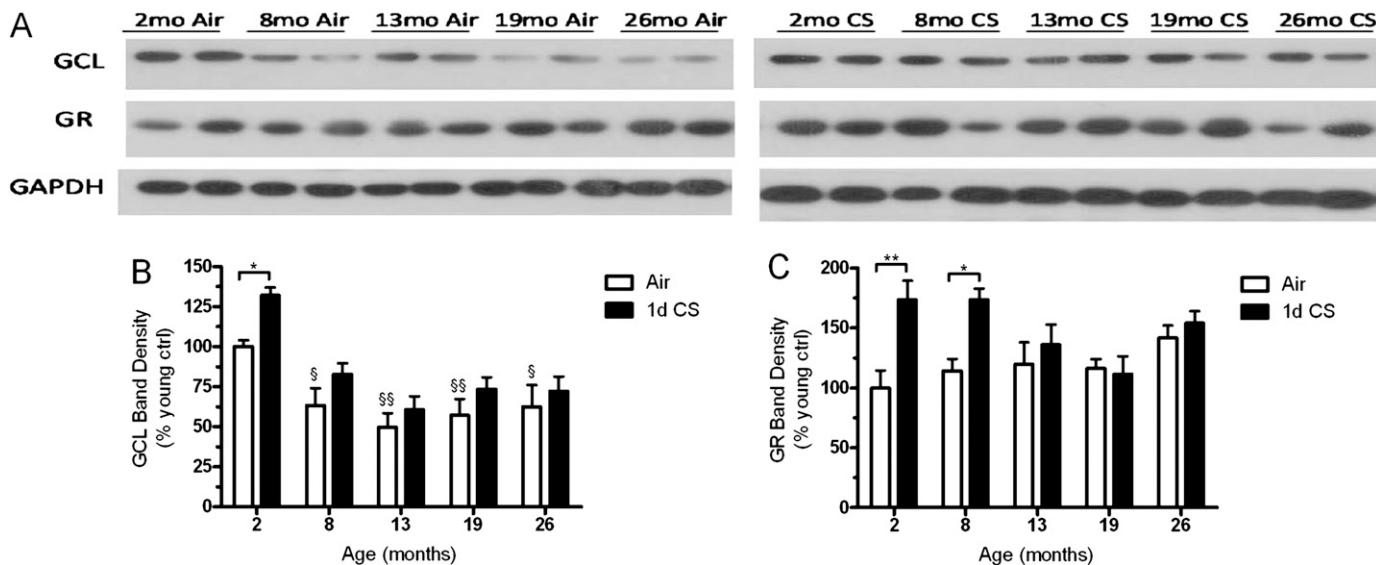 A
2mo Air 8mo Air 13mo Air 19mo Air 26mo Air
2mo CS 8mo CS 13mo CS 19mo CS 26mo CS
GCL
GR
GAPDH
B
GCL Band Density
(% young ctrl)
150
125
100
75
50
25
0
*
§
§§
§§
§
Air
1d CS
2 8 13 19 26
Age (months)
C
GR Band Density
(% young ctrl)
200
150
100
50
0
**
*
Air
1d CS
2 8 13 19 26
Age (months)